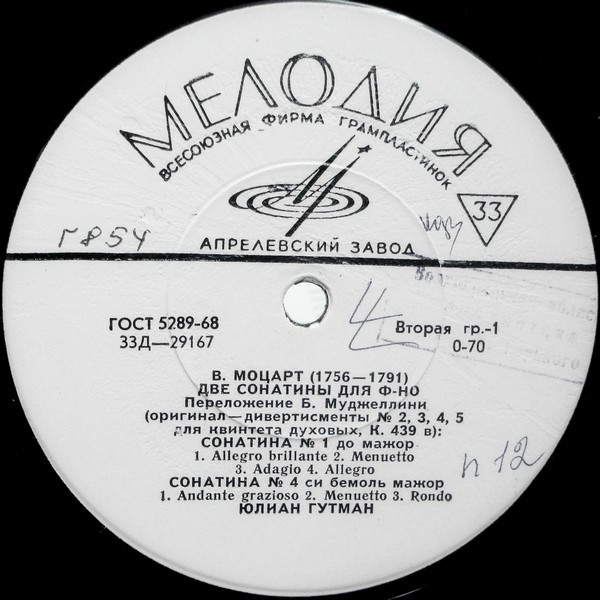 МЕЛОДИЯ
ВСЕСОЮЗНАЯ ФИРМА ГРАМПЛАСТИНОК
33
Г854
АПРЕЛЕВСКИЙ ЗАВОД
ГОСТ 5289-68
33Д—29167
Вторая гр.-1
0-70
В. МОЦАРТ (1756—1791)
ДВЕ СОНАТИНЫ ДЛЯ Ф-НО
Переложение Б. Муджеллини
(оригинал—дивертисменты № 2, 3, 4, 5
для квинтета духовых, К. 439 в):
СОНАТИНА № 1 до мажор
1. Allegro brillante 2. Menuetto
3. Adagio 4. Allegro
п 12
СОНАТИНА № 4 си бемоль мажор
1. Andante grazioso 2. Menuetto 3. Rondo
ЮЛИАН ГУТМАН